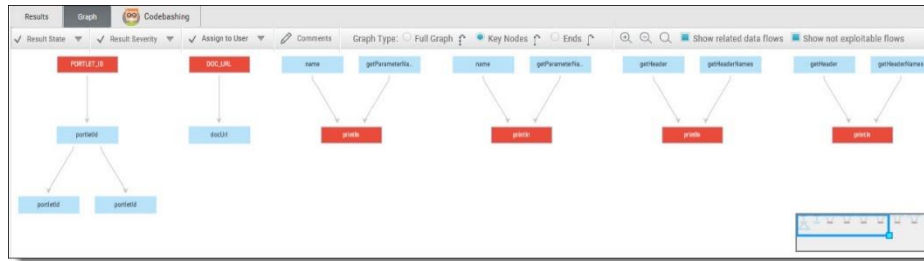 Results Graph Codebashing
Result State Result Severity Assign to User Comments Graph Type: Full Graph Key Nodes Ends Show related data flows Show not exploitable flows
PORTLET_ID DOC_URL name getParameterNa.. name getParameterNa.. getHeader getHeaderNames getHeader getHeaderNames
portletId docUrl println println println println
portletId portletId